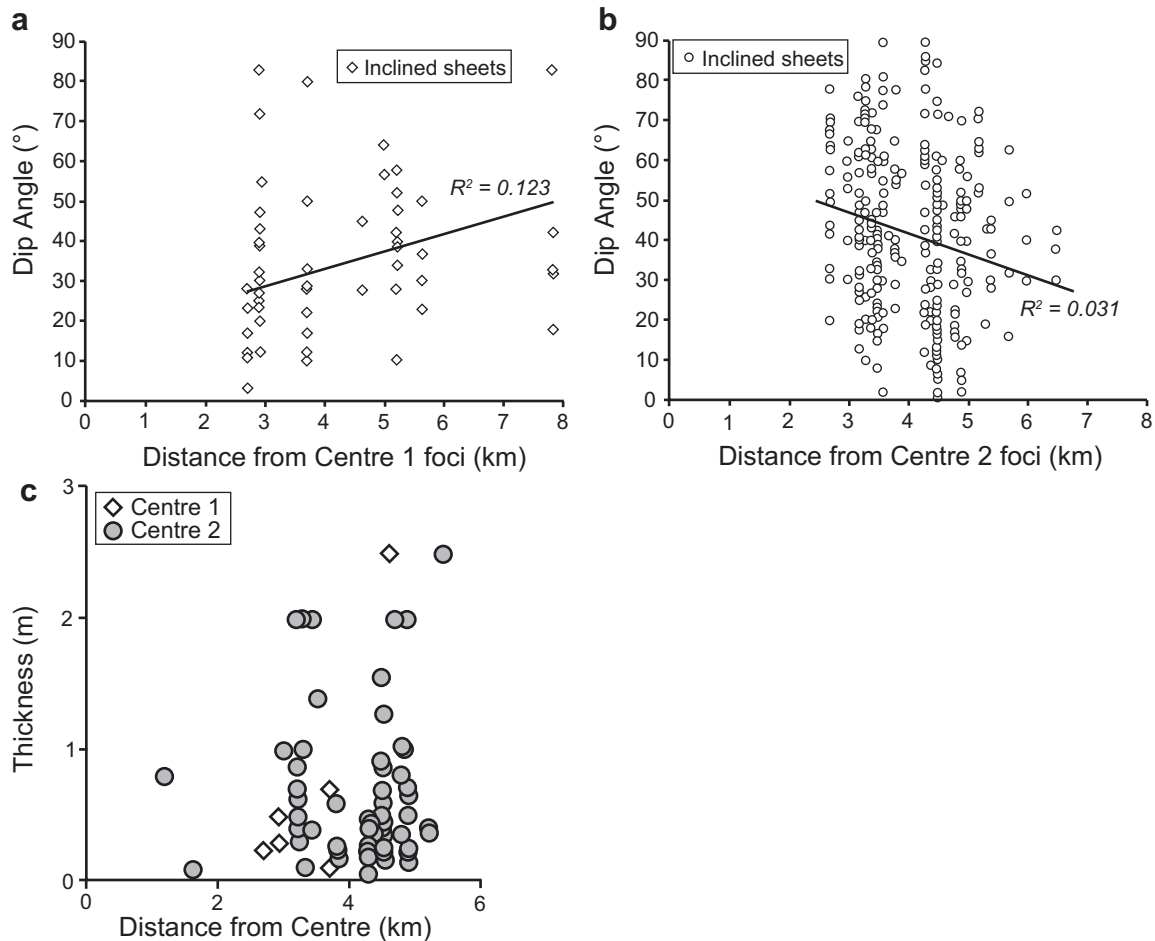 a
90
80
70
60
50
40
30
20
10
0
Dip Angle (°)
Inclined sheets
R² = 0.123
0 1 2 3 4 5 6 7 8
Distance from Centre 1 foci (km)
b
90
80
70
60
50
40
30
20
10
0
Dip Angle (°)
Inclined sheets
R² = 0.031
0 1 2 3 4 5 6 7 8
Distance from Centre 2 foci (km)
c
3
2
1
0
Thickness (m)
Centre 1
Centre 2
0 2 4 6
Distance from Centre (km)